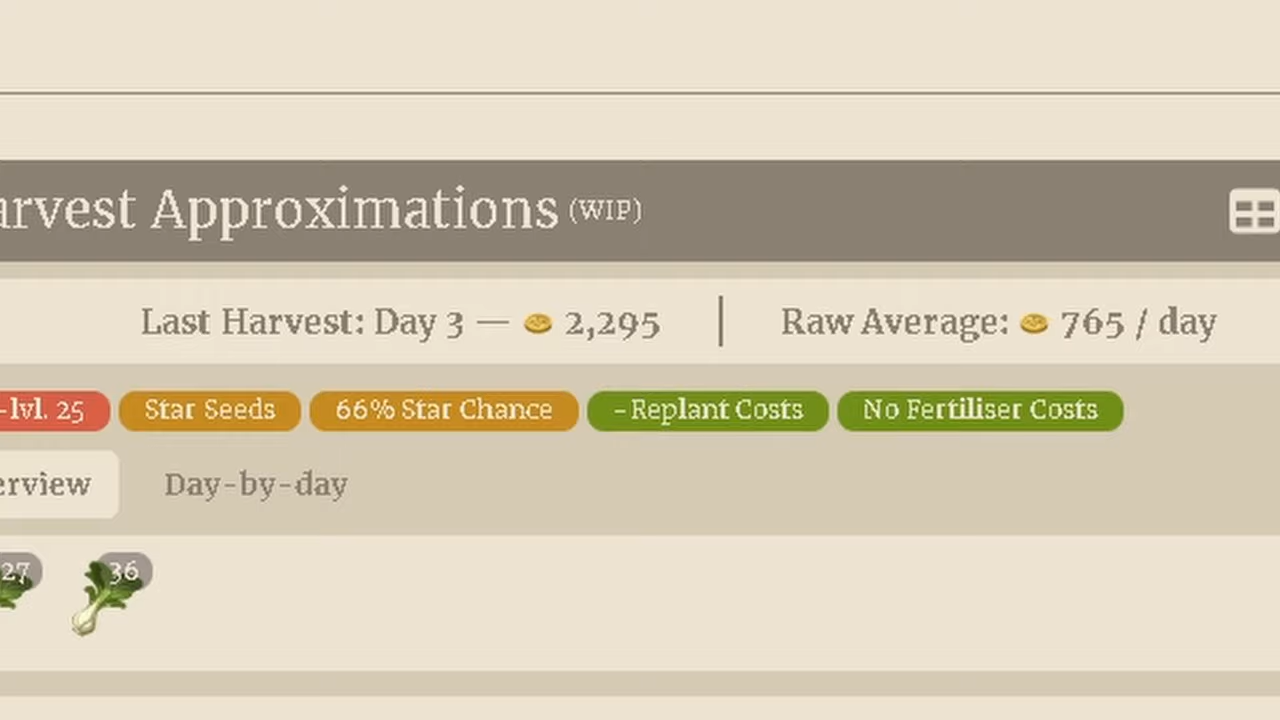 arvest Approximations (WIP)
Last Harvest: Day 3 — 2,295 | Raw Average: 765 / day
-lvl. 25 Star Seeds 66% Star Chance -Replant Costs No Fertiliser Costs
erview Day-by-day
27 36